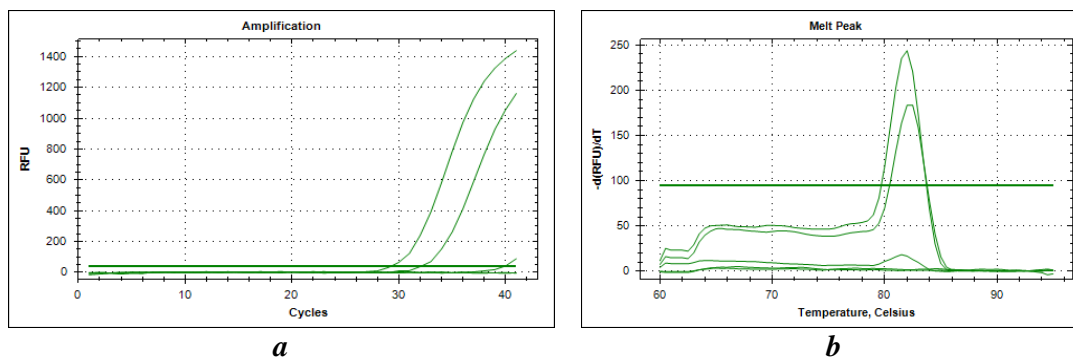 Amplification
RFU
1400
1200
1000
800
600
400
200
0
0
10
20
30
40
Cycles
a
Melt Peak
-d(RFU)/dT
250
200
150
100
50
0
60
70
80
90
Temperature, Celsius
b